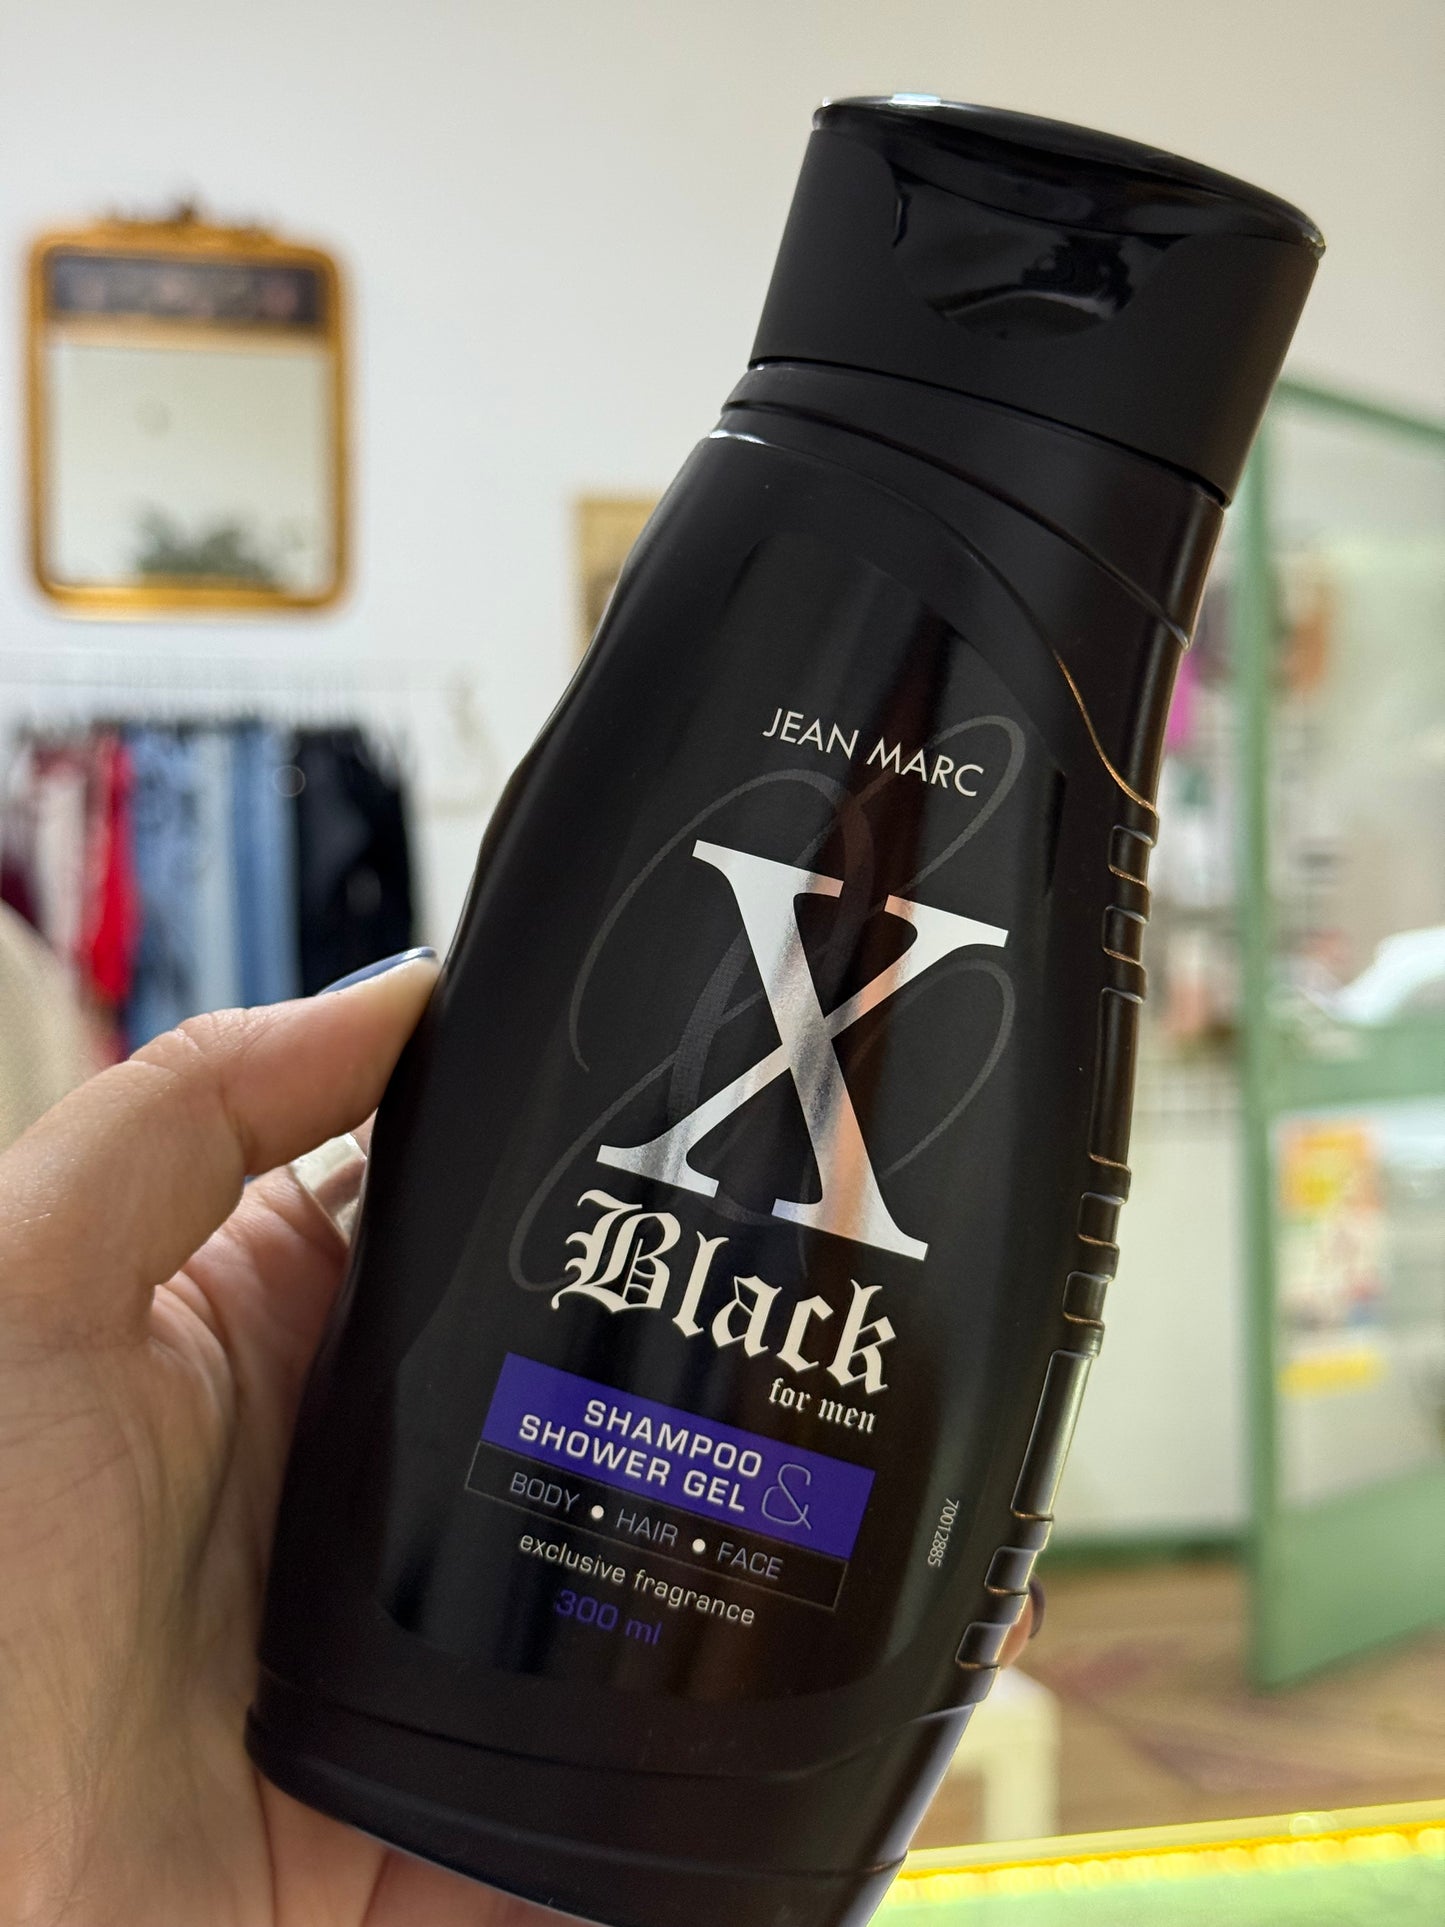 JEAN MARC
X
Black
for men
SHAMPOO
SHOWER GEL &
BODY • HAIR • FACE
exclusive fragrance
300 ml
70012885